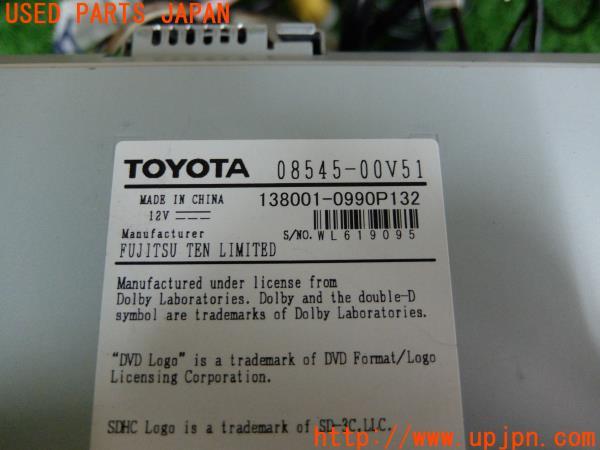 USED PARTS JAPAN
TOYOTA 08545-00V51
MADE IN CHINA 138001-0990P132
12V
Manufacturer S/NO. WL619095
FUJITSU TEN LIMITED
Manufactured under license from
Dolby Laboratories. Dolby and the double-D
symbol are trademarks of Dolby Laboratories.
"DVD Logo" is a trademark of DVD Format/Logo
Licensing Corporation.
SDHC Logo is a trademark of SD-3C,LLC.
www.upjpn.com